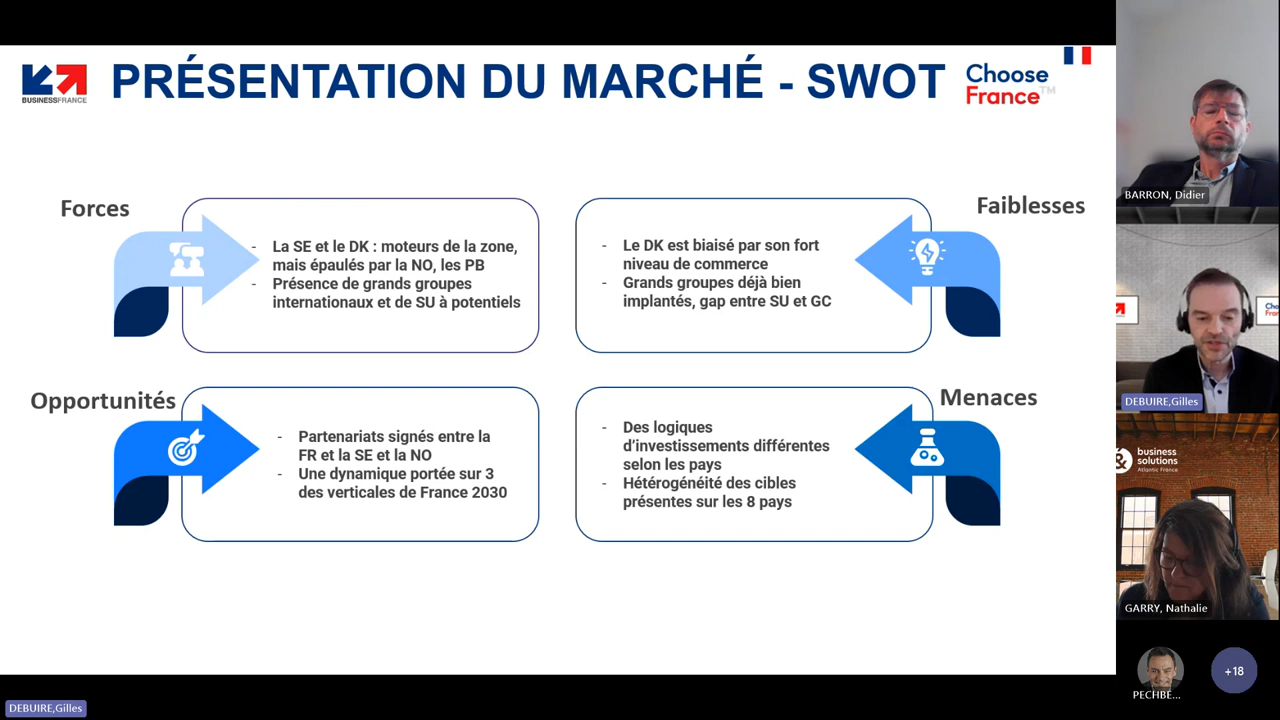 BUSINESSFRANCE
PRÉSENTATION DU MARCHÉ - SWOT
Choose
France™
Forces
- La SE et le DK : moteurs de la zone,
mais épaulés par la NO, les PB
- Présence de grands groupes
internationaux et de SU à potentiels
Faiblesses
- Le DK est biaisé par son fort
niveau de commerce
- Grands groupes déjà bien
implantés, gap entre SU et GC
Opportunités
- Partenariats signés entre la
FR et la SE et la NO
- Une dynamique portée sur 3
des verticales de France 2030
Menaces
- Des logiques
d'investissements différentes
selon les pays
- Hétérogénéité des cibles
présentes sur les 8 pays
BARRON, Didier
DEBUIRE,Gilles
& business
solutions
Atlantic France
GARRY, Nathalie
PECHBE...
+18
DEBUIRE,Gilles